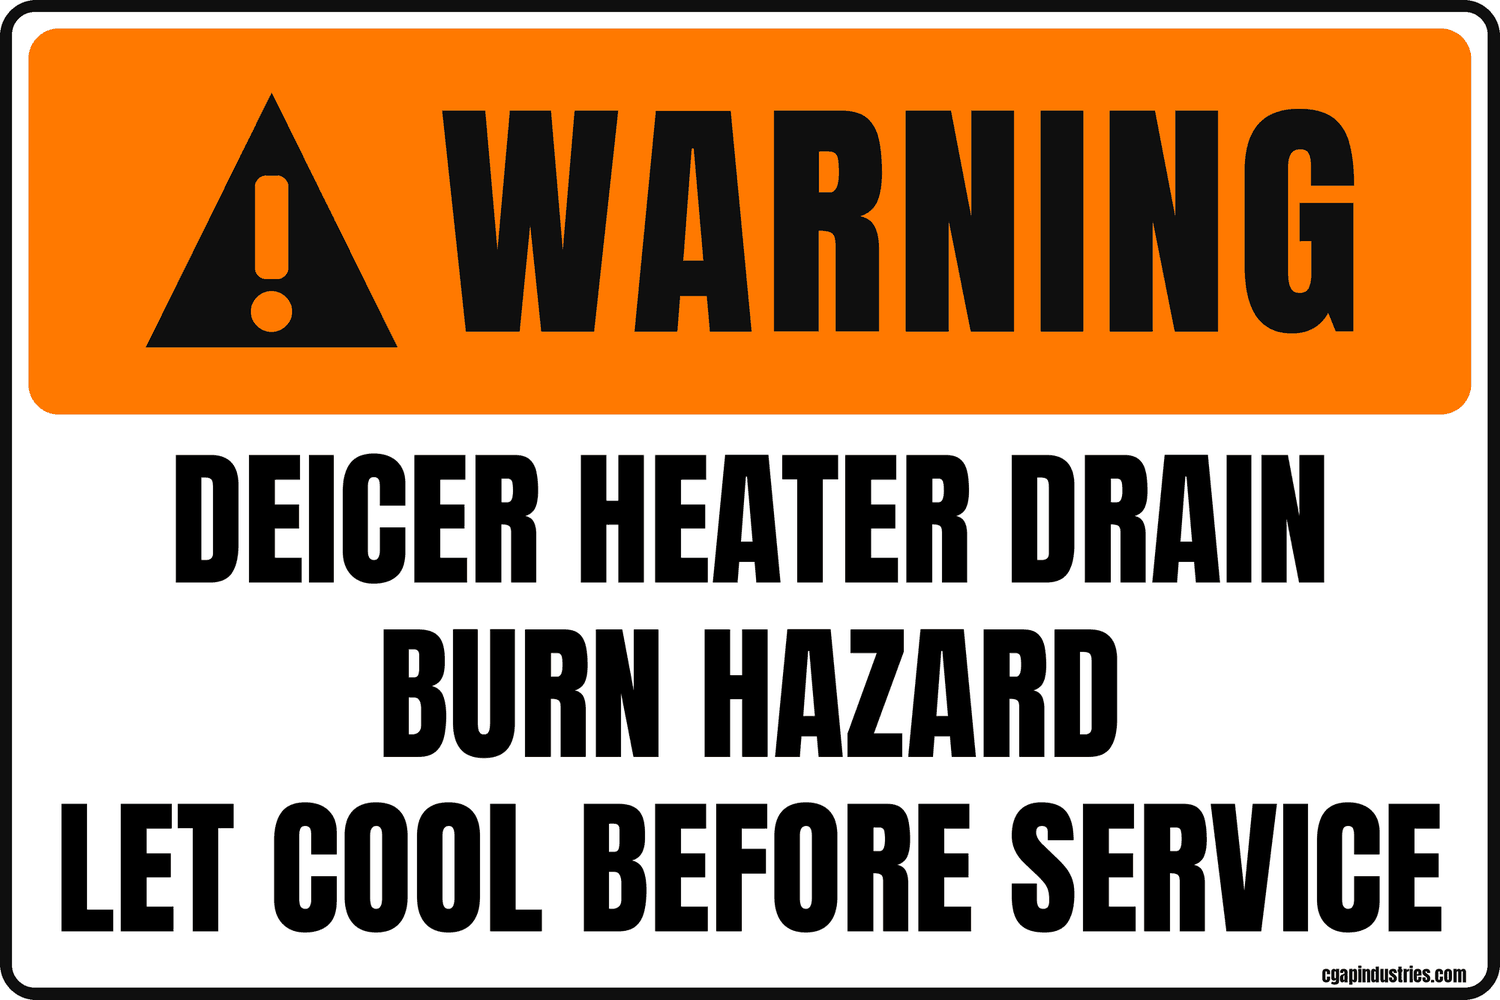 WARNING
DEICER HEATER DRAIN
BURN HAZARD
LET COOL BEFORE SERVICE
cgapindustries.com